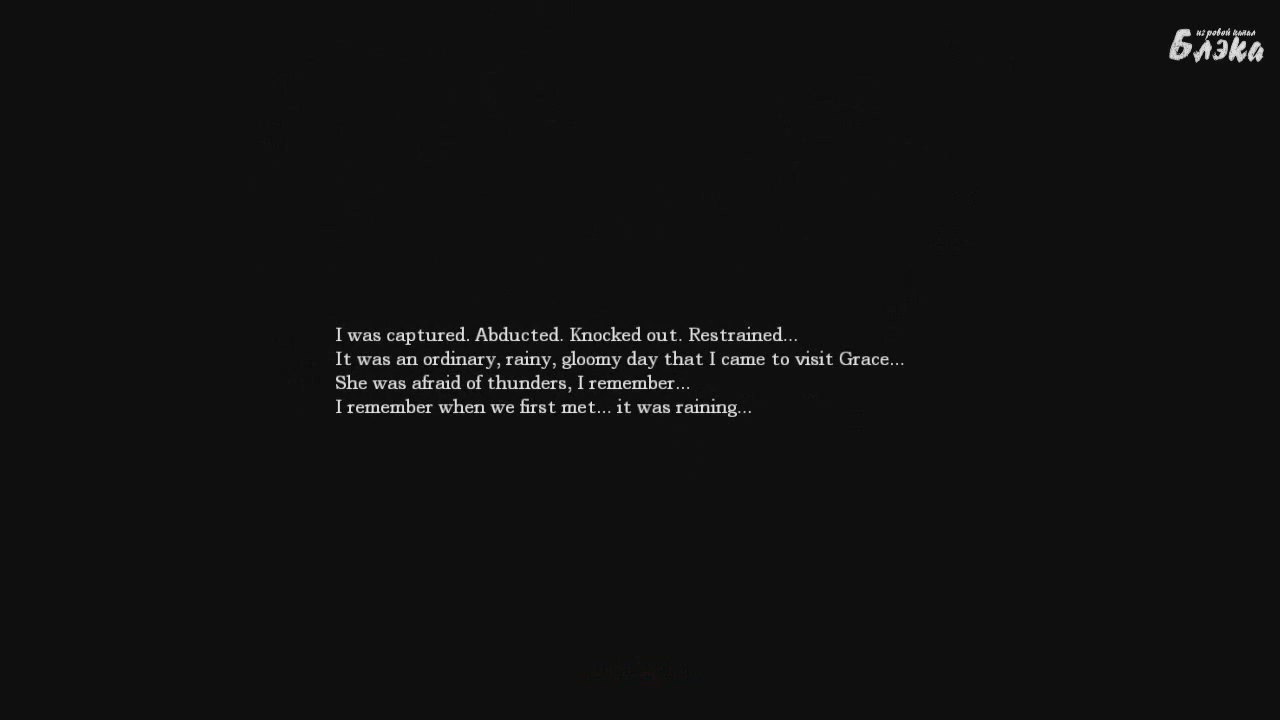 игровой канал
Блэка
I was captured. Abducted. Knocked out. Restrained...
It was an ordinary, rainy, gloomy day that I came to visit Grace...
She was afraid of thunders, I remember...
I remember when we first met... it was raining...